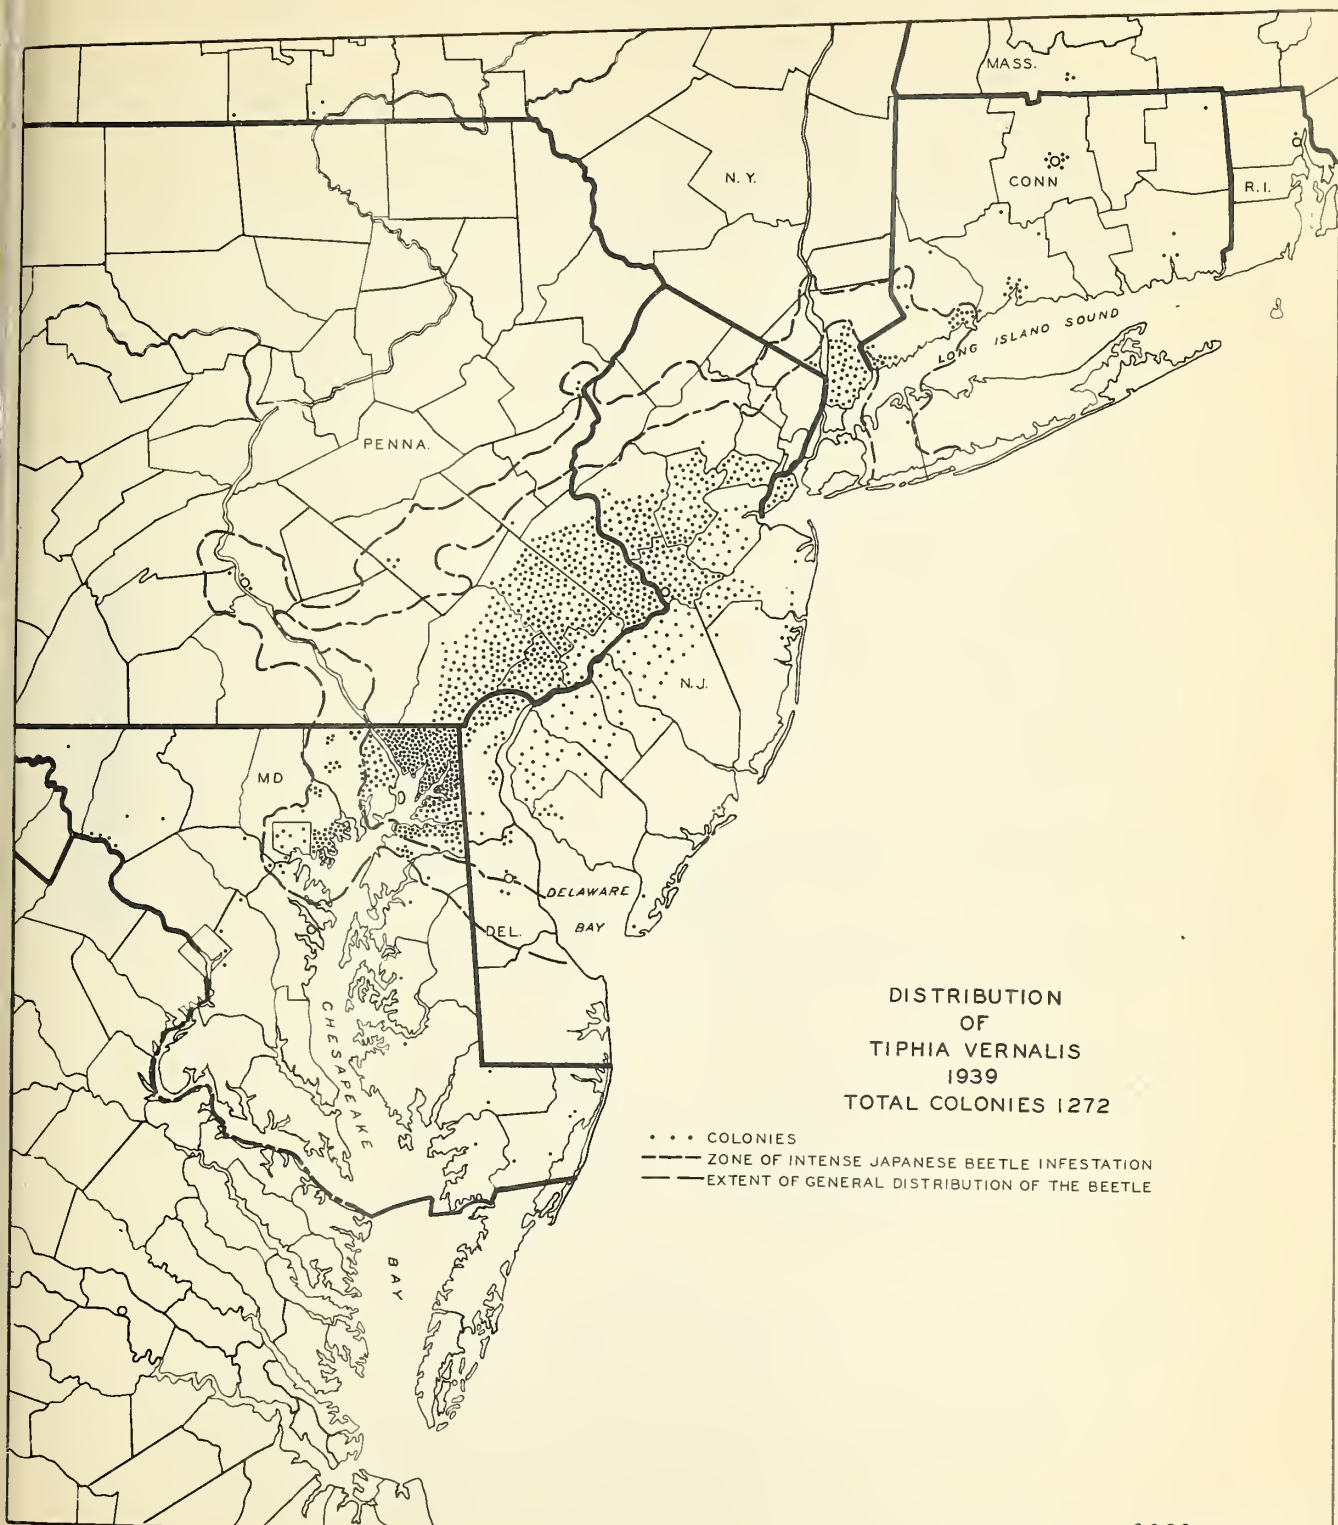 MASS.
N.Y.
CONN
R.I.
LONG ISLAND SOUND
PENNA.
N.J.
MD
DELAWARE
BAY
DEL.
CHESAPEAKE
BAY
DISTRIBUTION
OF
TIPHIA VERNALIS
1939
TOTAL COLONIES 1272
COLONIES
ZONE OF INTENSE JAPANESE BEETLE INFESTATION
EXTENT OF GENERAL DISTRIBUTION OF THE BEETLE